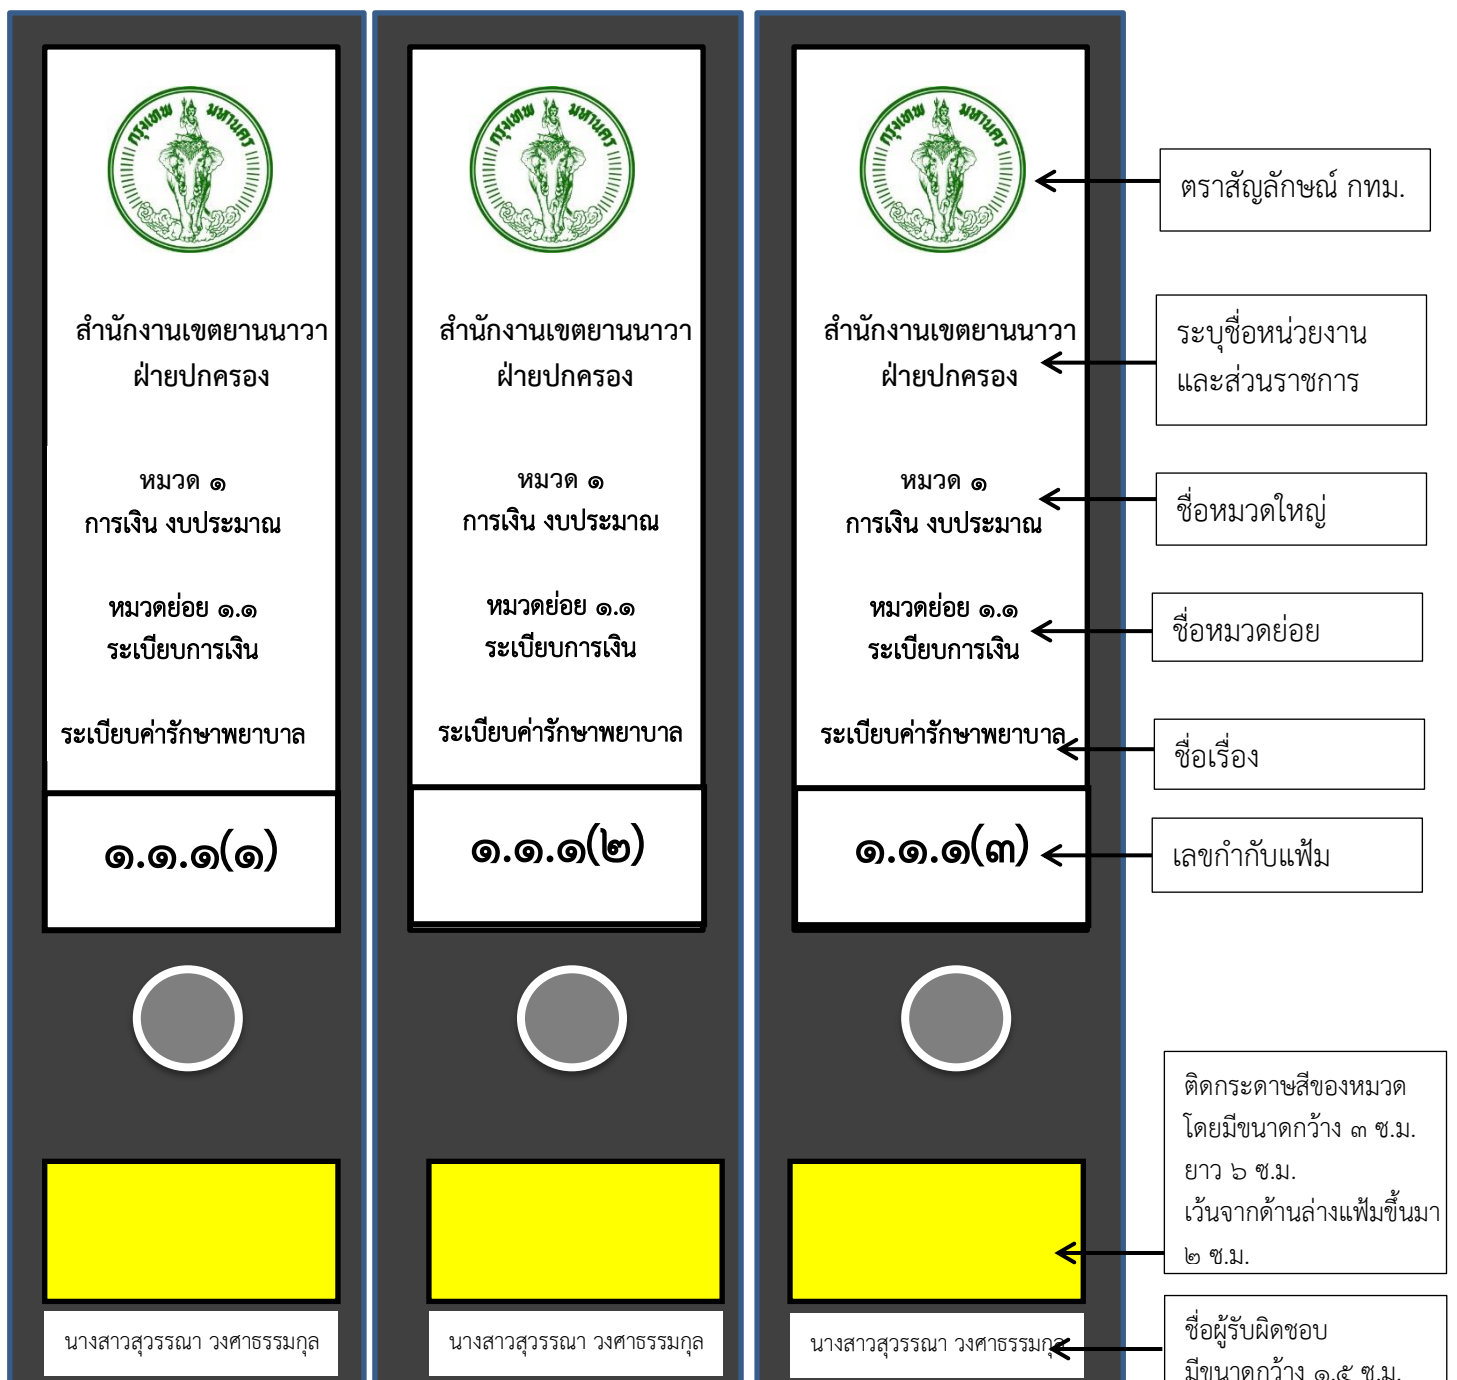 กรุงเทพ มหานคร
สำนักงานเขตยานนาวา
ฝ่ายปกครอง
หมวด ๑
การเงิน งบประมาณ
หมวดย่อย ๑.๑
ระเบียบการเงิน
ระเบียบค่ารักษาพยาบาล
๑.๑.๑(๑)
นางสาวสุวรรณา วงศาธรรมกุล
กรุงเทพ มหานคร
สำนักงานเขตยานนาวา
ฝ่ายปกครอง
หมวด ๑
การเงิน งบประมาณ
หมวดย่อย ๑.๑
ระเบียบการเงิน
ระเบียบค่ารักษาพยาบาล
๑.๑.๑(๒)
นางสาวสุวรรณา วงศาธรรมกุล
กรุงเทพ มหานคร
สำนักงานเขตยานนาวา
ฝ่ายปกครอง
หมวด ๑
การเงิน งบประมาณ
หมวดย่อย ๑.๑
ระเบียบการเงิน
ระเบียบค่ารักษาพยาบาล
๑.๑.๑(๓)
นางสาวสุวรรณา วงศาธรรมกุล
ตราสัญลักษณ์ กทม.
ระบุชื่อหน่วยงาน
และส่วนราชการ
ชื่อหมวดใหญ่
ชื่อหมวดย่อย
ชื่อเรื่อง
เลขกำกับแฟ้ม
ติดกระดาษสีของหมวด
โดยมีขนาดกว้าง ๓ ซ.ม.
ยาว ๖ ซ.ม.
เว้นจากด้านล่างแฟ้มขึ้นมา
๒ ซ.ม.
ชื่อผู้รับผิดชอบ
มีขนาดกว้าง ๑.๕ ซ.ม.